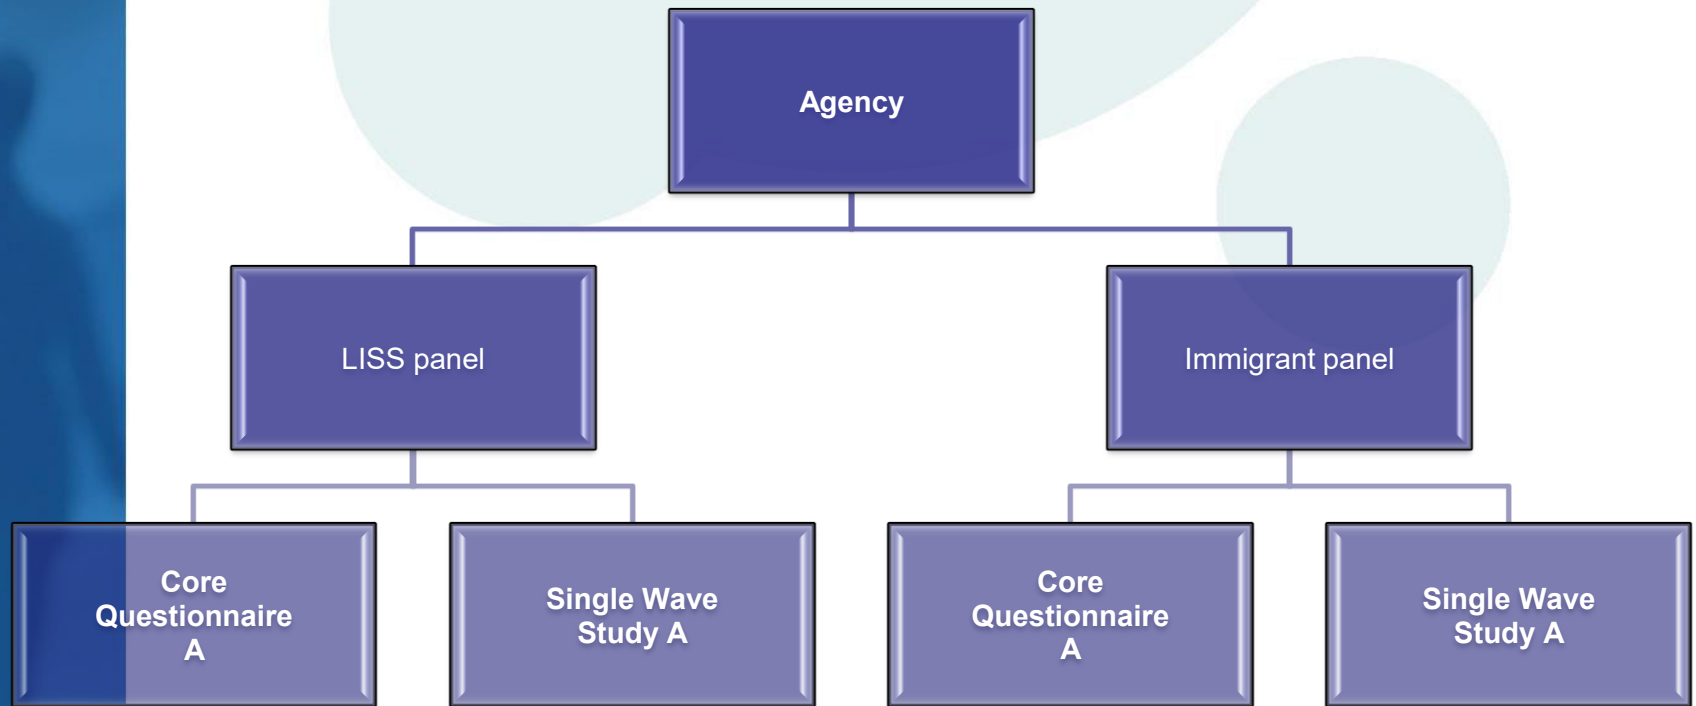 Agency
LISS panel
Immigrant panel
Core
Questionnaire
A
Single Wave
Study A
Core
Questionnaire
A
Single Wave
Study A